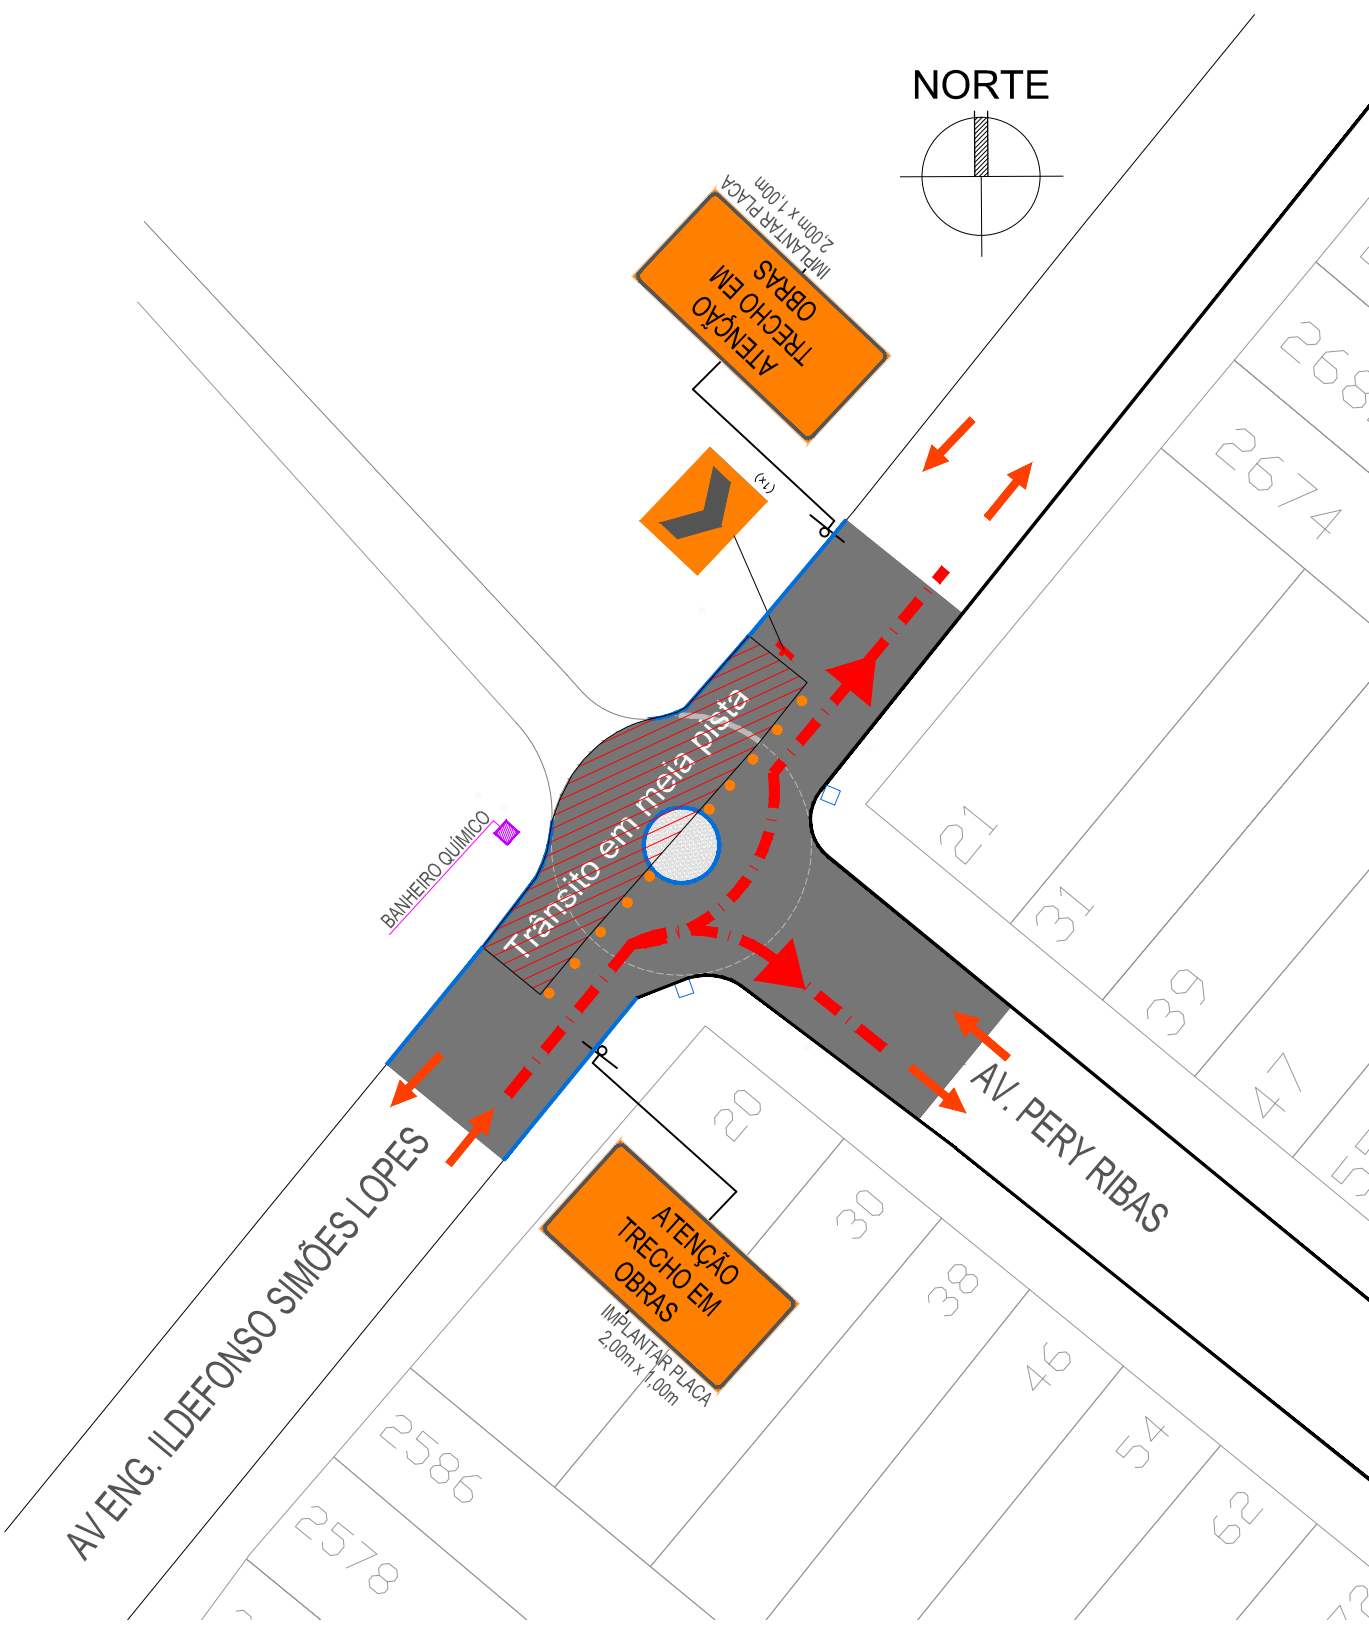 NORTE
IMPLANTAR PLACA
2,00m x 1,00m
ATENÇÃO
TRECHO EM
OBRAS
(1x)
2674
Trânsito em meia pista
BANHEIRO QUÍMICO
21
31
39
47
20
30
38
46
54
62
AV. PERY RIBAS
AV ENG. ILDEFONSO SIMÕES LOPES
ATENÇÃO
TRECHO EM
OBRAS
IMPLANTAR PLACA
2,00m x 1,00m
2586
2578